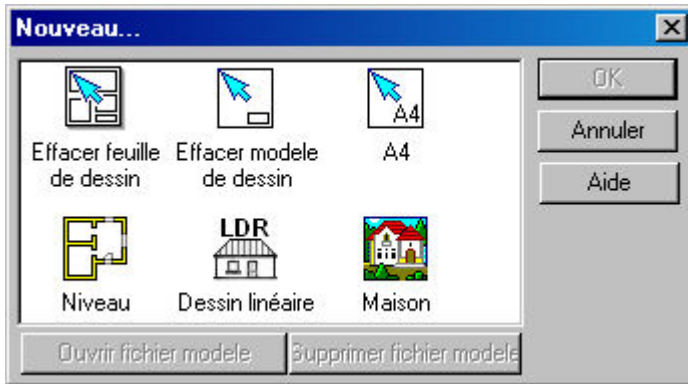 Nouveau...
OK
Annuler
Aide
Effacer feuille de dessin
Effacer modele de dessin
A4
A4
LDR
Niveau
Dessin linéaire
Maison
Ouvrir fichier modele
Supprimer fichier modele